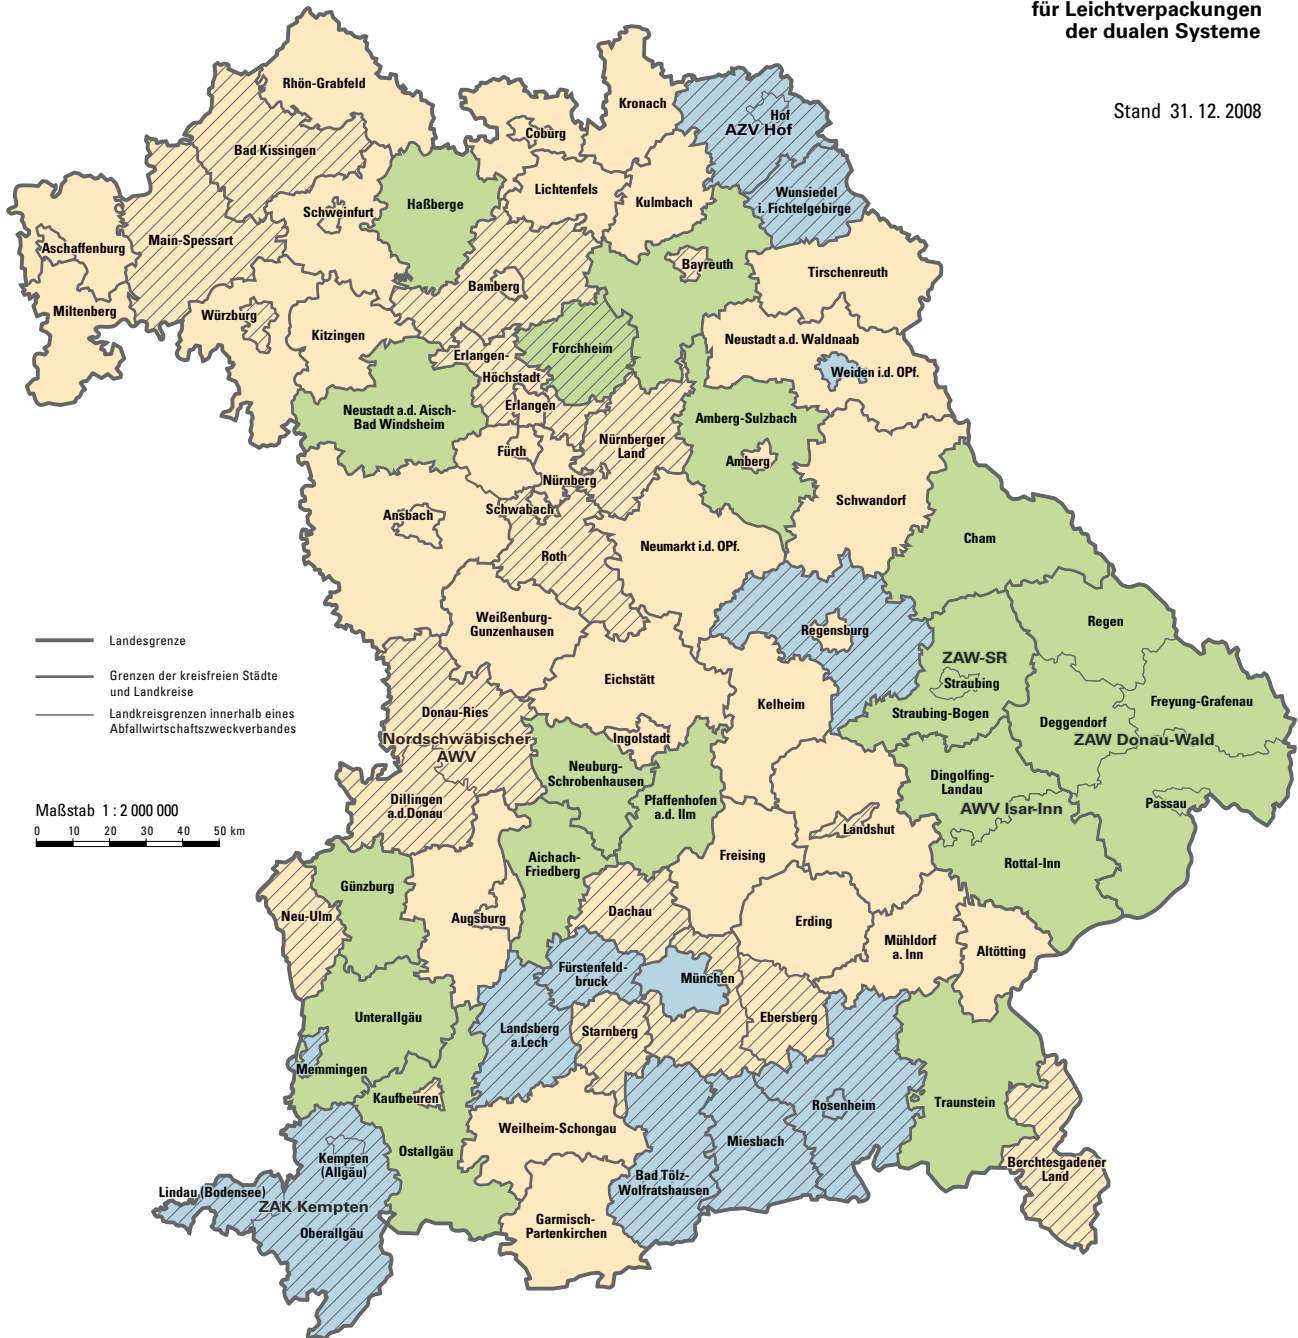 für Leichtverpackungen
der dualen Systeme
Stand 31. 12. 2008
Rhön-Grabfeld
Kronach
Hof
AZV Hof
Coburg
Bad Kissingen
Lichtenfels
Wunsiedel
i. Fichtelgebirge
Kulmbach
Haßberge
Schweinfurt
Main-Spessart
Aschaffenburg
Bayreuth
Tirschenreuth
Bamberg
Miltenberg
Würzburg
Kitzingen
Neustadt a.d. Waldnaab
Forchheim
Erlangen-
Höchstadt
Weiden i.d. OPf.
Erlangen
Neustadt a.d. Aisch-
Bad Windsheim
Amberg-Sulzbach
Nürnberger
Land
Fürth
Amberg
Nürnberg
Schwandorf
Schwabach
Ansbach
Cham
Neumarkt i.d. OPf.
Roth
Weißenburg-
Gunzenhausen
Regen
Regensburg
Landesgrenze
Grenzen der kreisfreien Städte
und Landkreise
Landkreisgrenzen innerhalb eines
Abfallwirtschaftszweckverbandes
ZAW-SR
Straubing
Eichstätt
Kelheim
Freyung-Grafenau
Straubing-Bogen
Deggendorf
ZAW Donau-Wald
Donau-Ries
Nordschwäbischer
AWV
Ingolstadt
Neuburg-
Schrobenhausen
Dingolfing-
Landau
AWV Isar-Inn
Passau
Pfaffenhofen
a.d. Ilm
Dillingen
a.d.Donau
Maßstab 1 : 2 000 000
0 10 20 30 40 50 km
Landshut
Freising
Rottal-Inn
Aichach-
Friedberg
Günzburg
Neu-Ulm
Augsburg
Dachau
Erding
Mühldorf
a. Inn
Altötting
Fürstenfeld-
bruck
München
Unterallgäu
Landsberg
a.Lech
Starnberg
Ebersberg
Memmingen
Kaufbeuren
Rosenheim
Traunstein
Weilheim-Schongau
Miesbach
Ostallgäu
Kempten
(Allgäu)
Berchtesgadener
Land
Bad Tölz-
Wolfratshausen
Lindau (Bodensee)
ZAK Kempten
Oberallgäu
Garmisch-
Partenkirchen